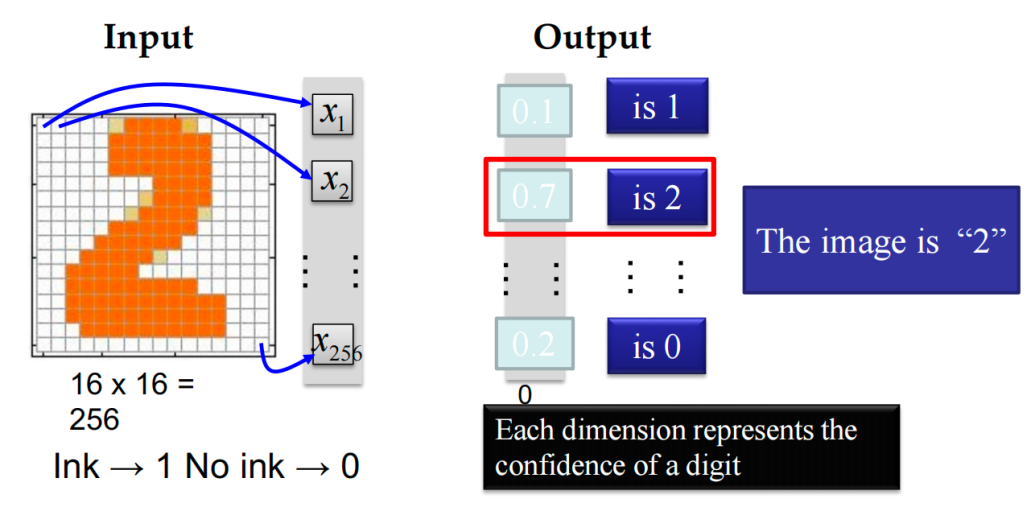 Input
x1
x2
⋮ ⋮
x256
16 x 16 =
256
Ink → 1 No ink → 0
Output
0.1 is 1
0.7 is 2
⋮ ⋮ ⋮ ⋮
0.2 is 0
0
The image is “2”
Each dimension represents the
confidence of a digit